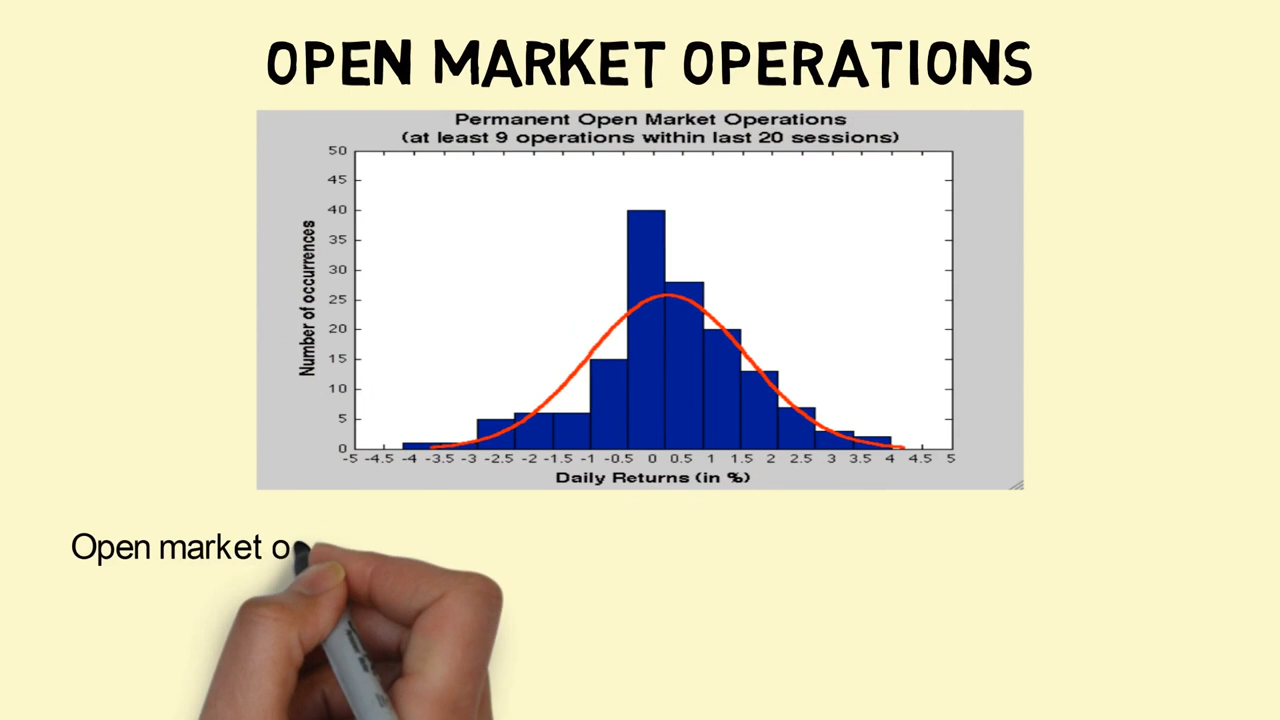 OPEN MARKET OPERATIONS
Permanent Open Market Operations
(at least 9 operations within last 20 sessions)
Number of occurrences
50
45
40
35
30
25
20
15
10
5
0
-5 -4.5 -4 -3.5 -3 -2.5 -2 -1.5 -1 -0.5 0 0.5 1 1.5 2 2.5 3 3.5 4 4.5 5
Daily Returns (in %)
Open market o